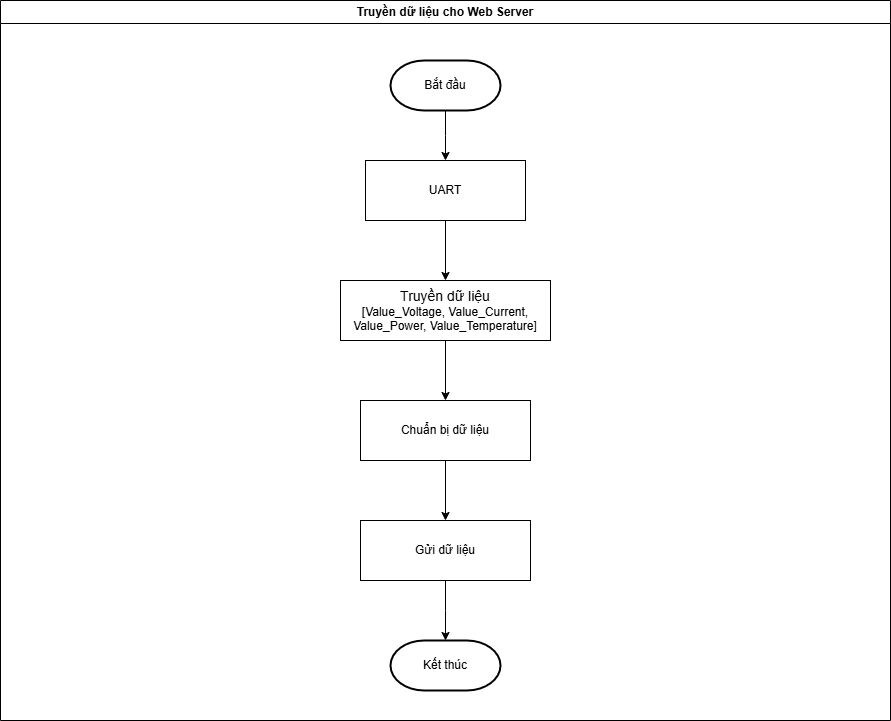 Truyền dữ liệu cho Web Server
Bắt đầu
UART
Truyền dữ liệu
[Value_Voltage, Value_Current,
Value_Power, Value_Temperature]
Chuẩn bị dữ liệu
Gửi dữ liệu
Kết thúc